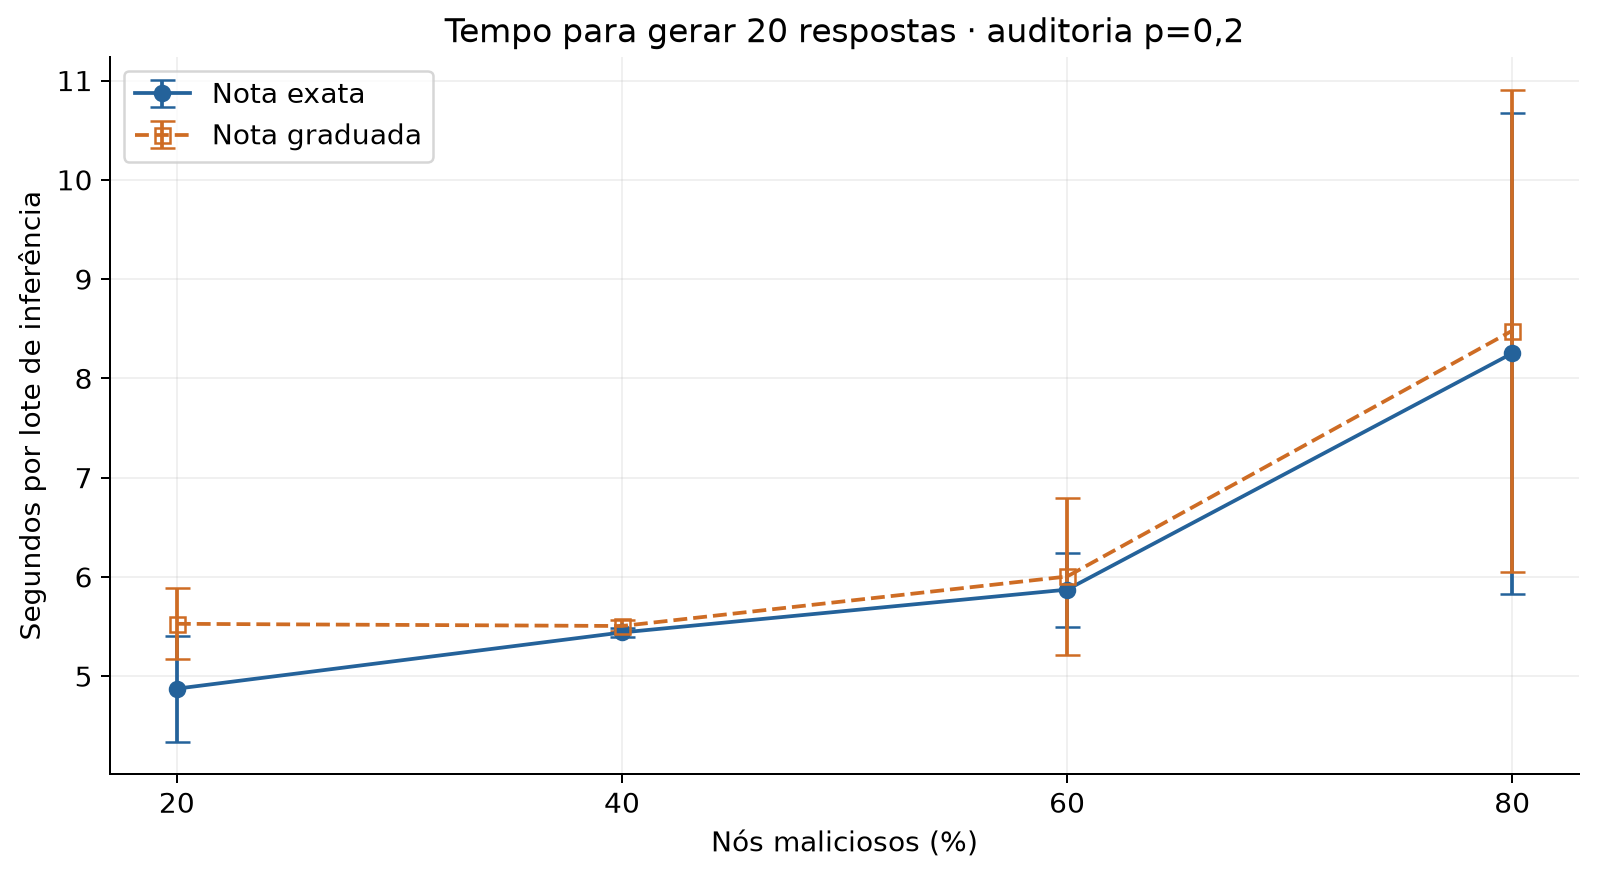 Tempo para gerar 20 respostas · auditoria p=0,2
Nota exata
Nota graduada
Segundos por lote de inferência
11
10
9
8
7
6
5
20
40
60
80
Nós maliciosos (%)